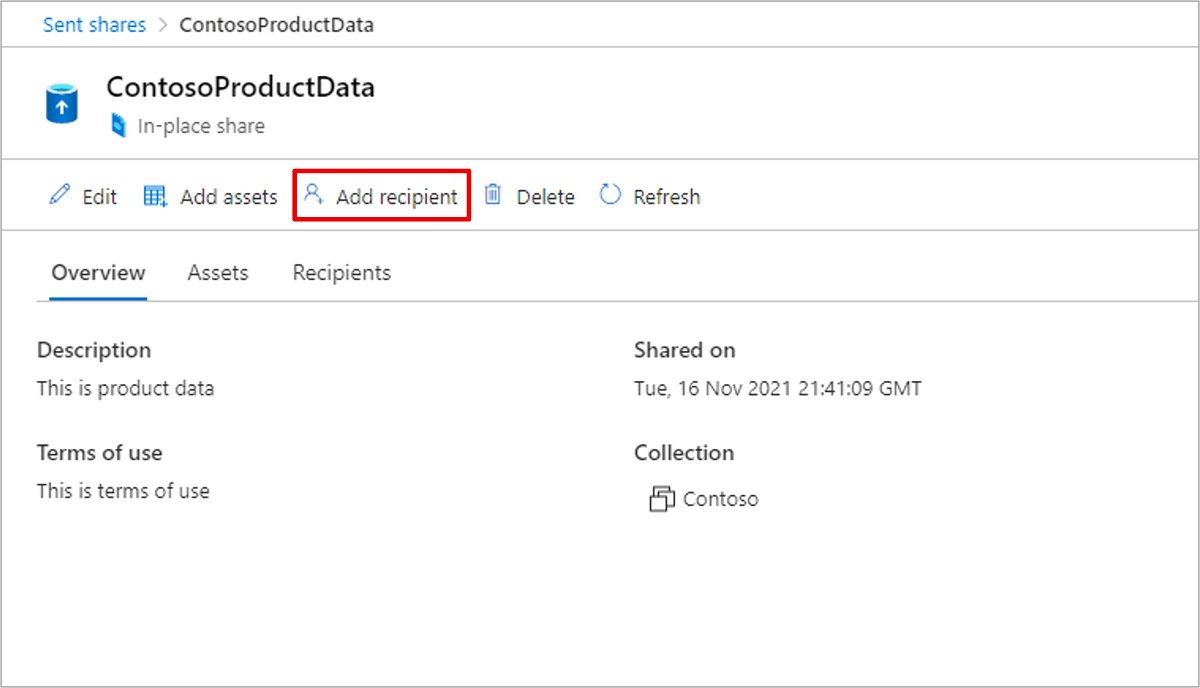 Sent shares > ContosoProductData
ContosoProductData
In-place share
Edit Add assets Add recipient Delete Refresh
Overview Assets Recipients
Description Shared on
This is product data Tue, 16 Nov 2021 21:41:09 GMT
Terms of use Collection
This is terms of use Contoso